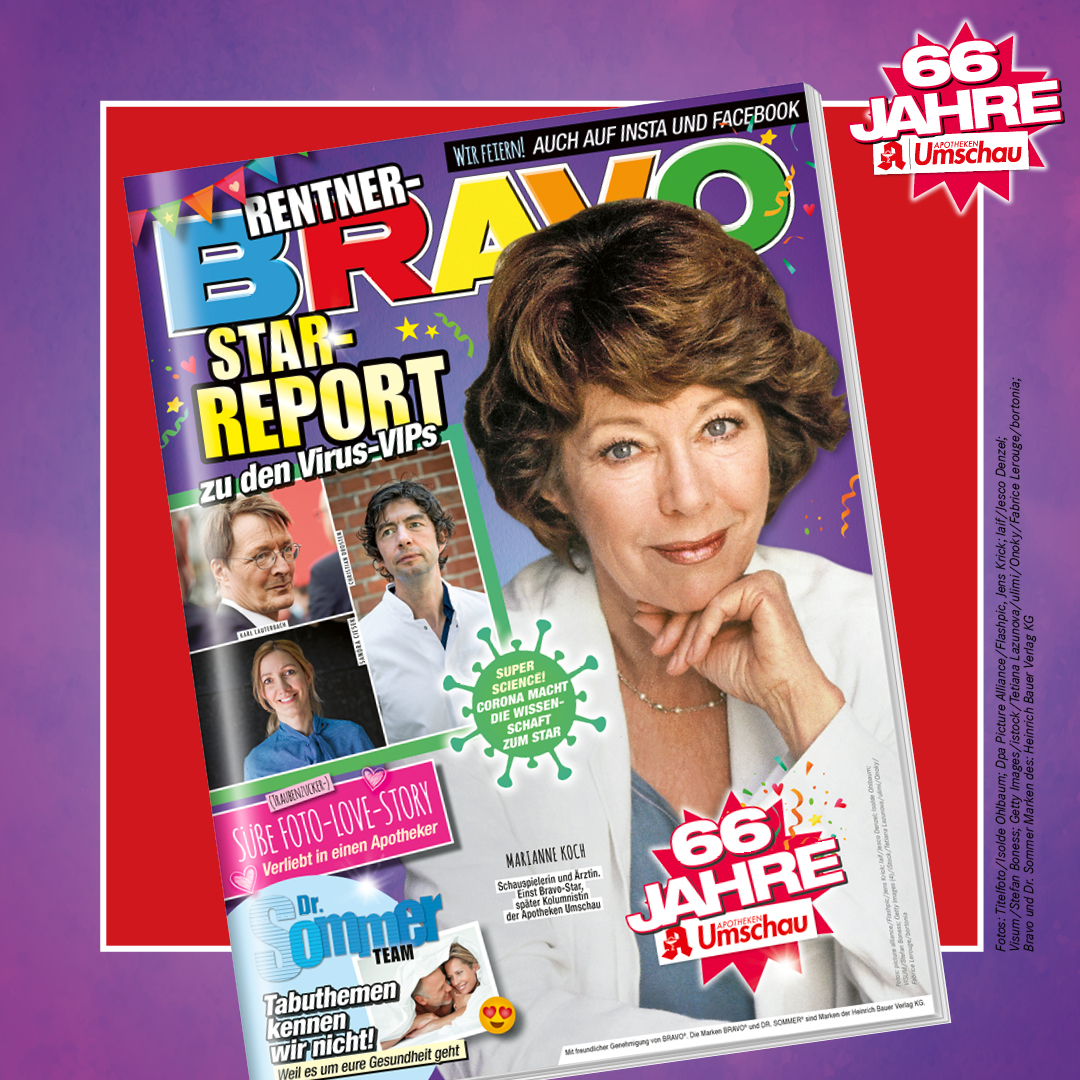 66
JAHRE
APOTHEKEN
Umschau
WIR FEIERN! AUCH AUF INSTA UND FACEBOOK
RENTNER-
BRAVO
STAR-
REPORT
zu den Virus-VIPs
CHRISTIAN DROSTEN
KARL LAUTERBACH
SANDRA CIESEK
SUPER
SCIENCE!
CORONA MACHT
DIE WISSEN-
SCHAFT
ZUM STAR
(TRAUBENZUCKER-)
SÜßE FOTO-LOVE-STORY
Verliebt in einen Apotheker
MARIANNE KOCH
Schauspielerin und Ärztin.
Einst Bravo-Star,
später Kolumnistin
der Apotheken Umschau
Dr.
Sommer
TEAM
Tabuthemen
kennen
wir nicht!
Weil es um eure Gesundheit geht
66
JAHRE
APOTHEKEN
Umschau
Mit freundlicher Genehmigung von BRAVO®. Die Marken BRAVO® und DR. SOMMER® sind Marken der Heinrich Bauer Verlag KG.
Fotos: Titelfoto/Isolde Ohlbaum; Dpa Picture Alliance/Flashpic, Jens Krick; laif/Jesco Denzel;
Visum/Stefan Boness; Getty Images/istock/Tetiana Lazunova/ulimi/Onoky/Fabrice Lerouge/bortonia;
Bravo und Dr. Sommer Marken des: Heinrich Bauer Verlag KG